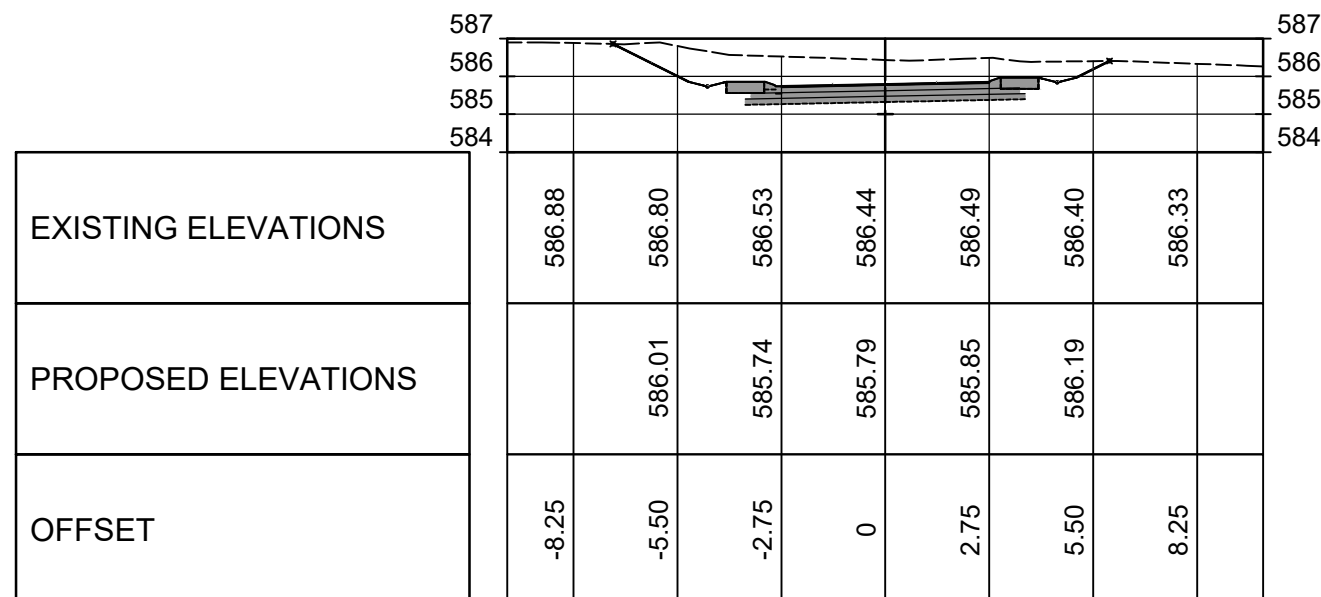 587 587
586 586
585 585
584 584
EXISTING ELEVATIONS 586.88 586.80 586.53 586.44 586.49 586.40 586.33
PROPOSED ELEVATIONS 586.01 585.74 585.79 585.85 586.19
OFFSET -8.25 -5.50 -2.75 0 2.75 5.50 8.25